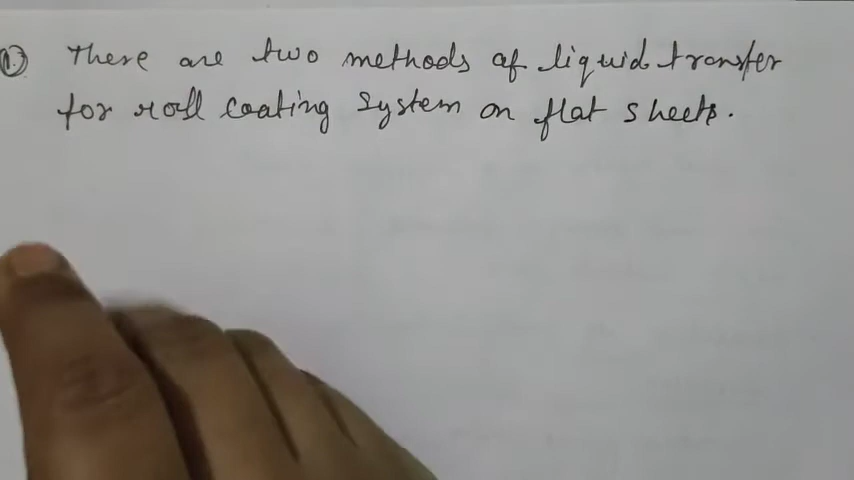 1. There are two methods of liquid transfer
for roll coating system on flat sheets.